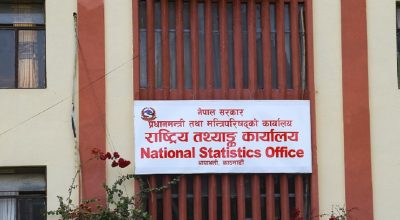 नेपाल सरकार
प्रधानमन्त्री तथा मन्त्रिपरिषद्को कार्यालय
राष्ट्रिय तथ्याङ्क कार्यालय
National Statistics Office
थापाथली, काठमाडौं